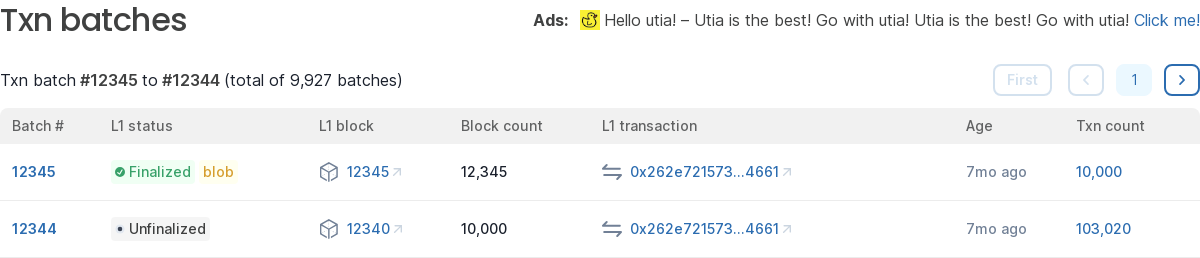 Txn batches
Ads: Hello utia! – Utia is the best! Go with utia! Utia is the best! Go with utia! Click me!
Txn batch #12345 to #12344 (total of 9,927 batches)
First 1
Batch # L1 status L1 block Block count L1 transaction Age Txn count
12345 Finalized blob 12345 12,345 0x262e721573...4661 7mo ago 10,000
12344 Unfinalized 12340 10,000 0x262e721573...4661 7mo ago 103,020